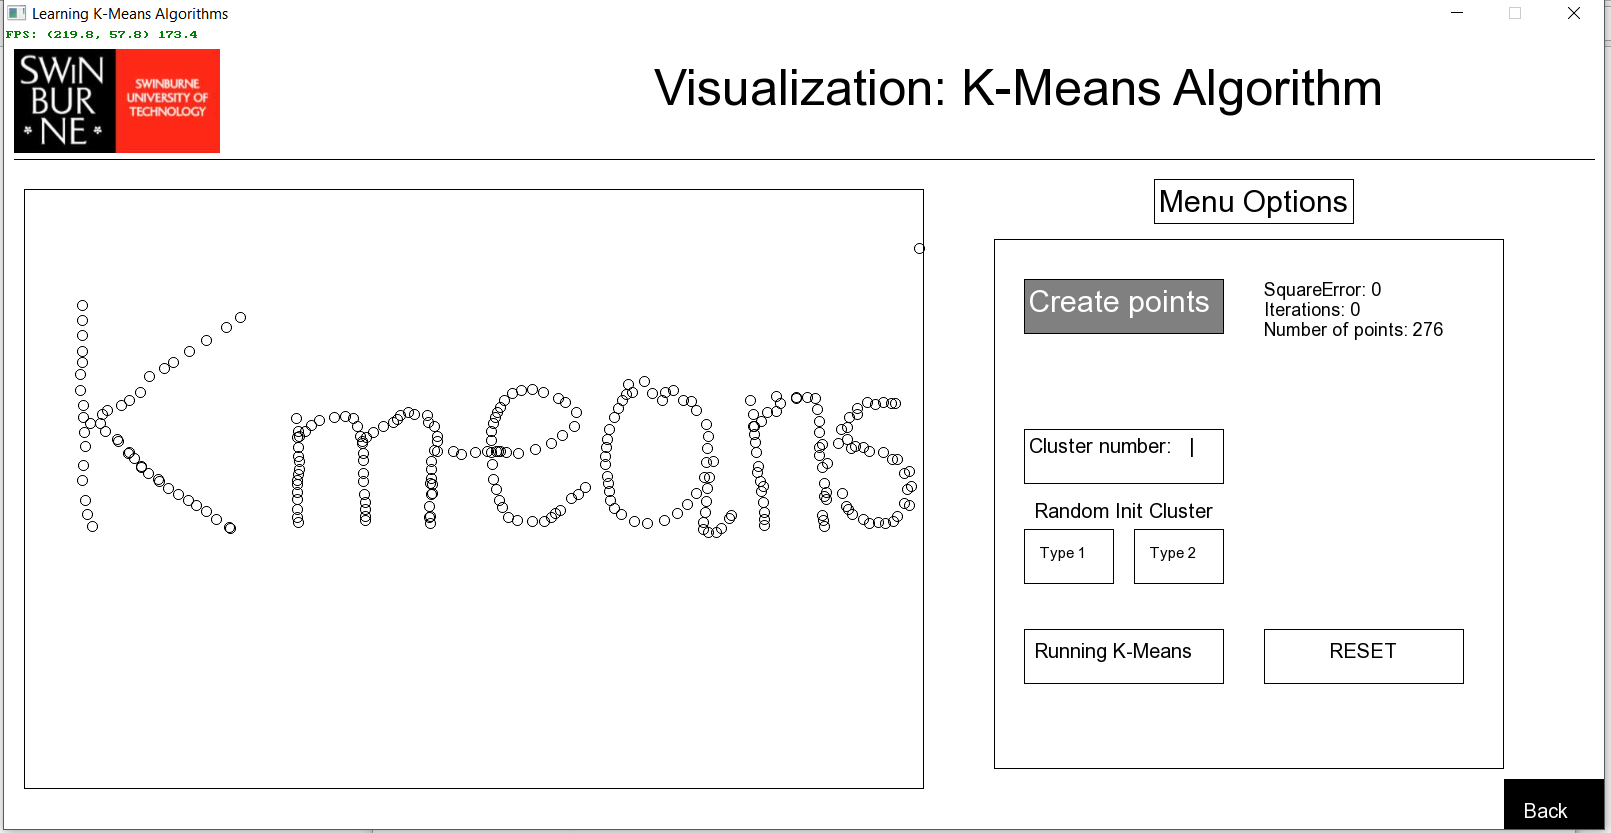 Learning K-Means Algorithms
FPS: (219.8, 57.8) 173.4
SWIN
BUR
*NE*
SWINBURNE
UNIVERSITY OF
TECHNOLOGY
Visualization: K-Means Algorithm
Menu Options
Create points
SquareError: 0
Iterations: 0
Number of points: 276
K means
Cluster number: |
Random Init Cluster
Type 1
Type 2
Running K-Means
RESET
Back